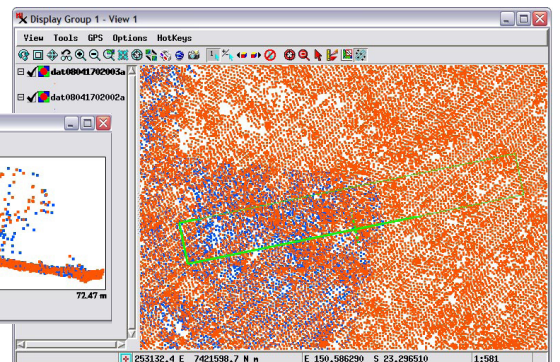 Display Group 1 - View 1
View Tools GPS Options HotKeys
dat08041702003a
dat08041702002a
72.47 m
253132.4 E 7421598.7 N m E 150.586290 S 23.296510 1:581